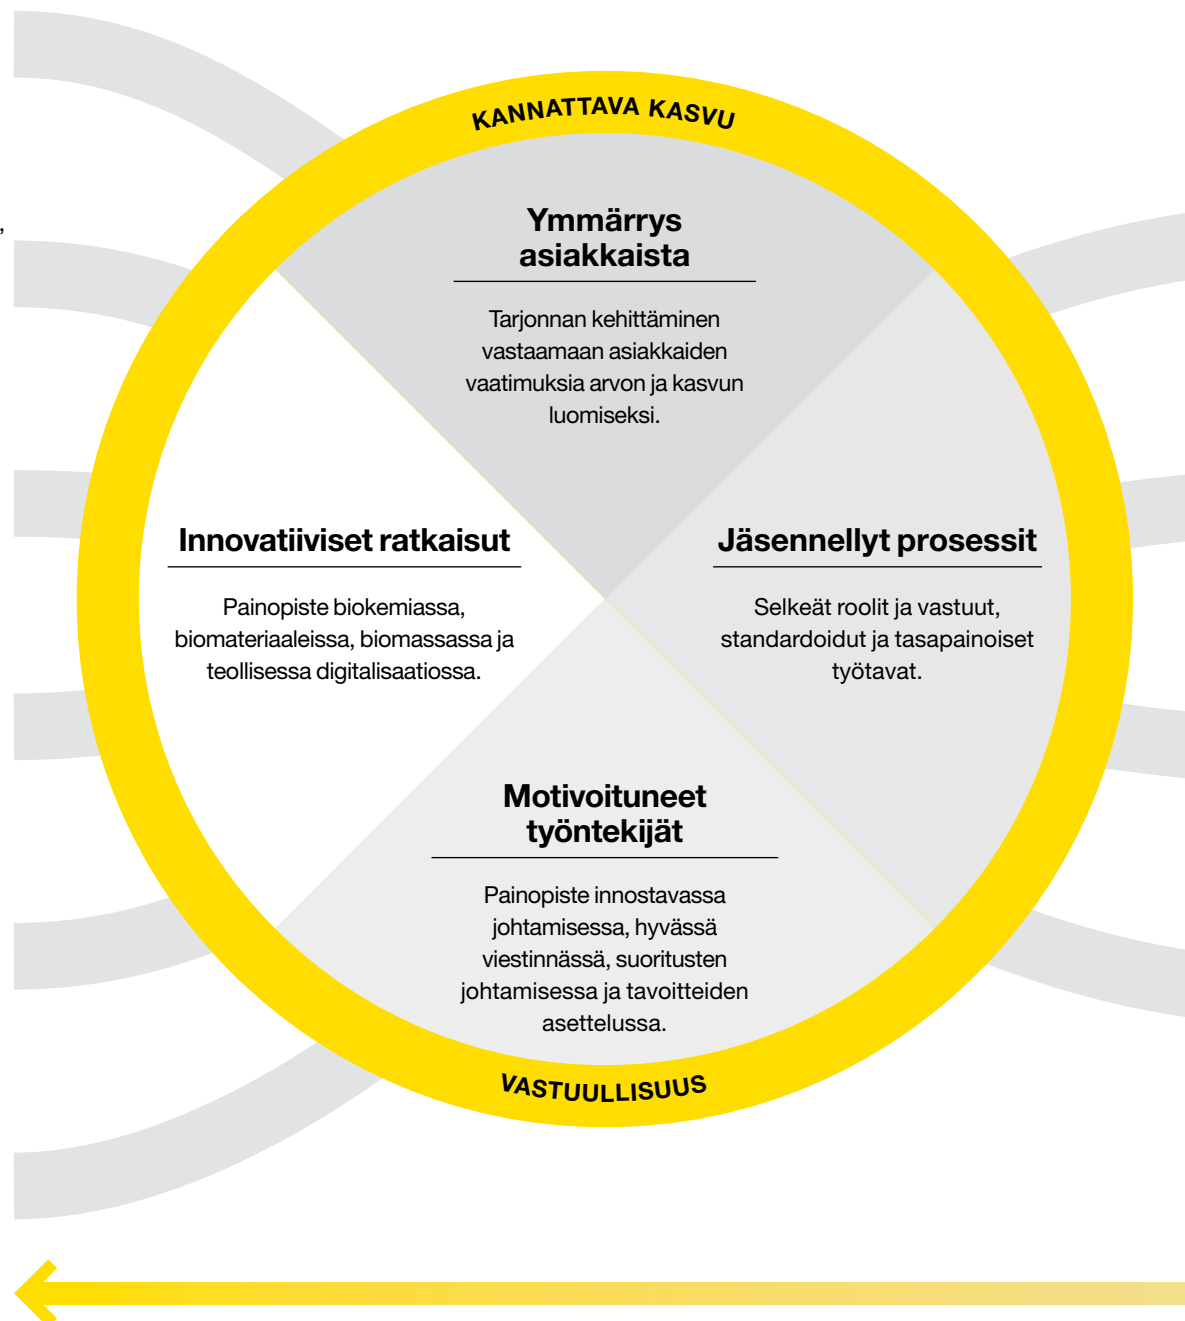 KANNATTAVA KASVU
,
Ymmärrys
asiakkaista
Tarjonnan kehittäminen
vastaamaan asiakkaiden
vaatimuksia arvon ja kasvun
luomiseksi.
Innovatiiviset ratkaisut
Painopiste biokemiassa,
biomateriaaleissa, biomassassa ja
teollisessa digitalisaatiossa.
Jäsennellyt prosessit
Selkeät roolit ja vastuut,
standardoidut ja tasapainoiset
työtavat.
Motivoituneet
työntekijät
Painopiste innostavassa
johtamisessa, hyvässä
viestinnässä, suoritusten
johtamisessa ja tavoitteiden
asettelussa.
VASTUULLISUUS